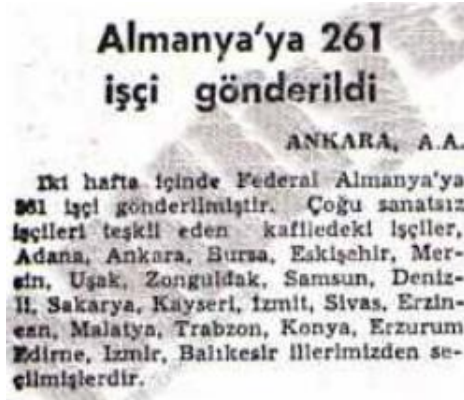 Almanya'ya 261
işçi gönderildi
ANKARA, A.A.
İki hafta içinde Federal Almanya'ya
261 işçi gönderilmiştir. Çoğu sanatsız
işçileri teşkil eden kafiledeki işçiler,
Adana, Ankara, Bursa, Eskişehir, Mer-
sin, Uşak, Zonguldak, Samsun, Deniz-
li, Sakarya, Kayseri, İzmit, Sivas, Erzin-
can, Malatya, Trabzon, Konya, Erzurum
Edirne, İzmir, Balıkesir illerimizden se-
çilmişlerdir.